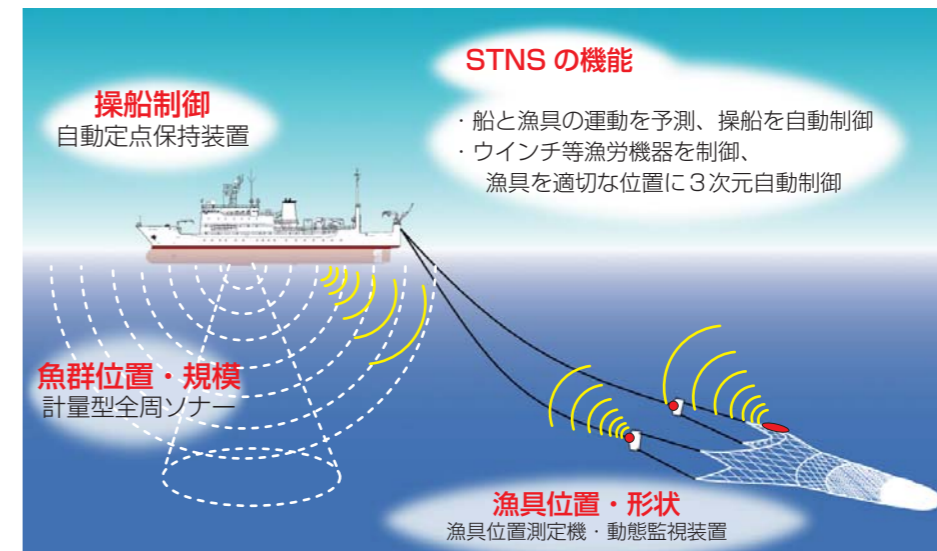 STNS の機能
・船と漁具の運動を予測、操船を自動制御
・ウインチ等漁労機器を制御、
漁具を適切な位置に3次元自動制御
操船制御
自動定点保持装置
魚群位置・規模
計量型全周ソナー
漁具位置・形状
漁具位置測定機・動態監視装置